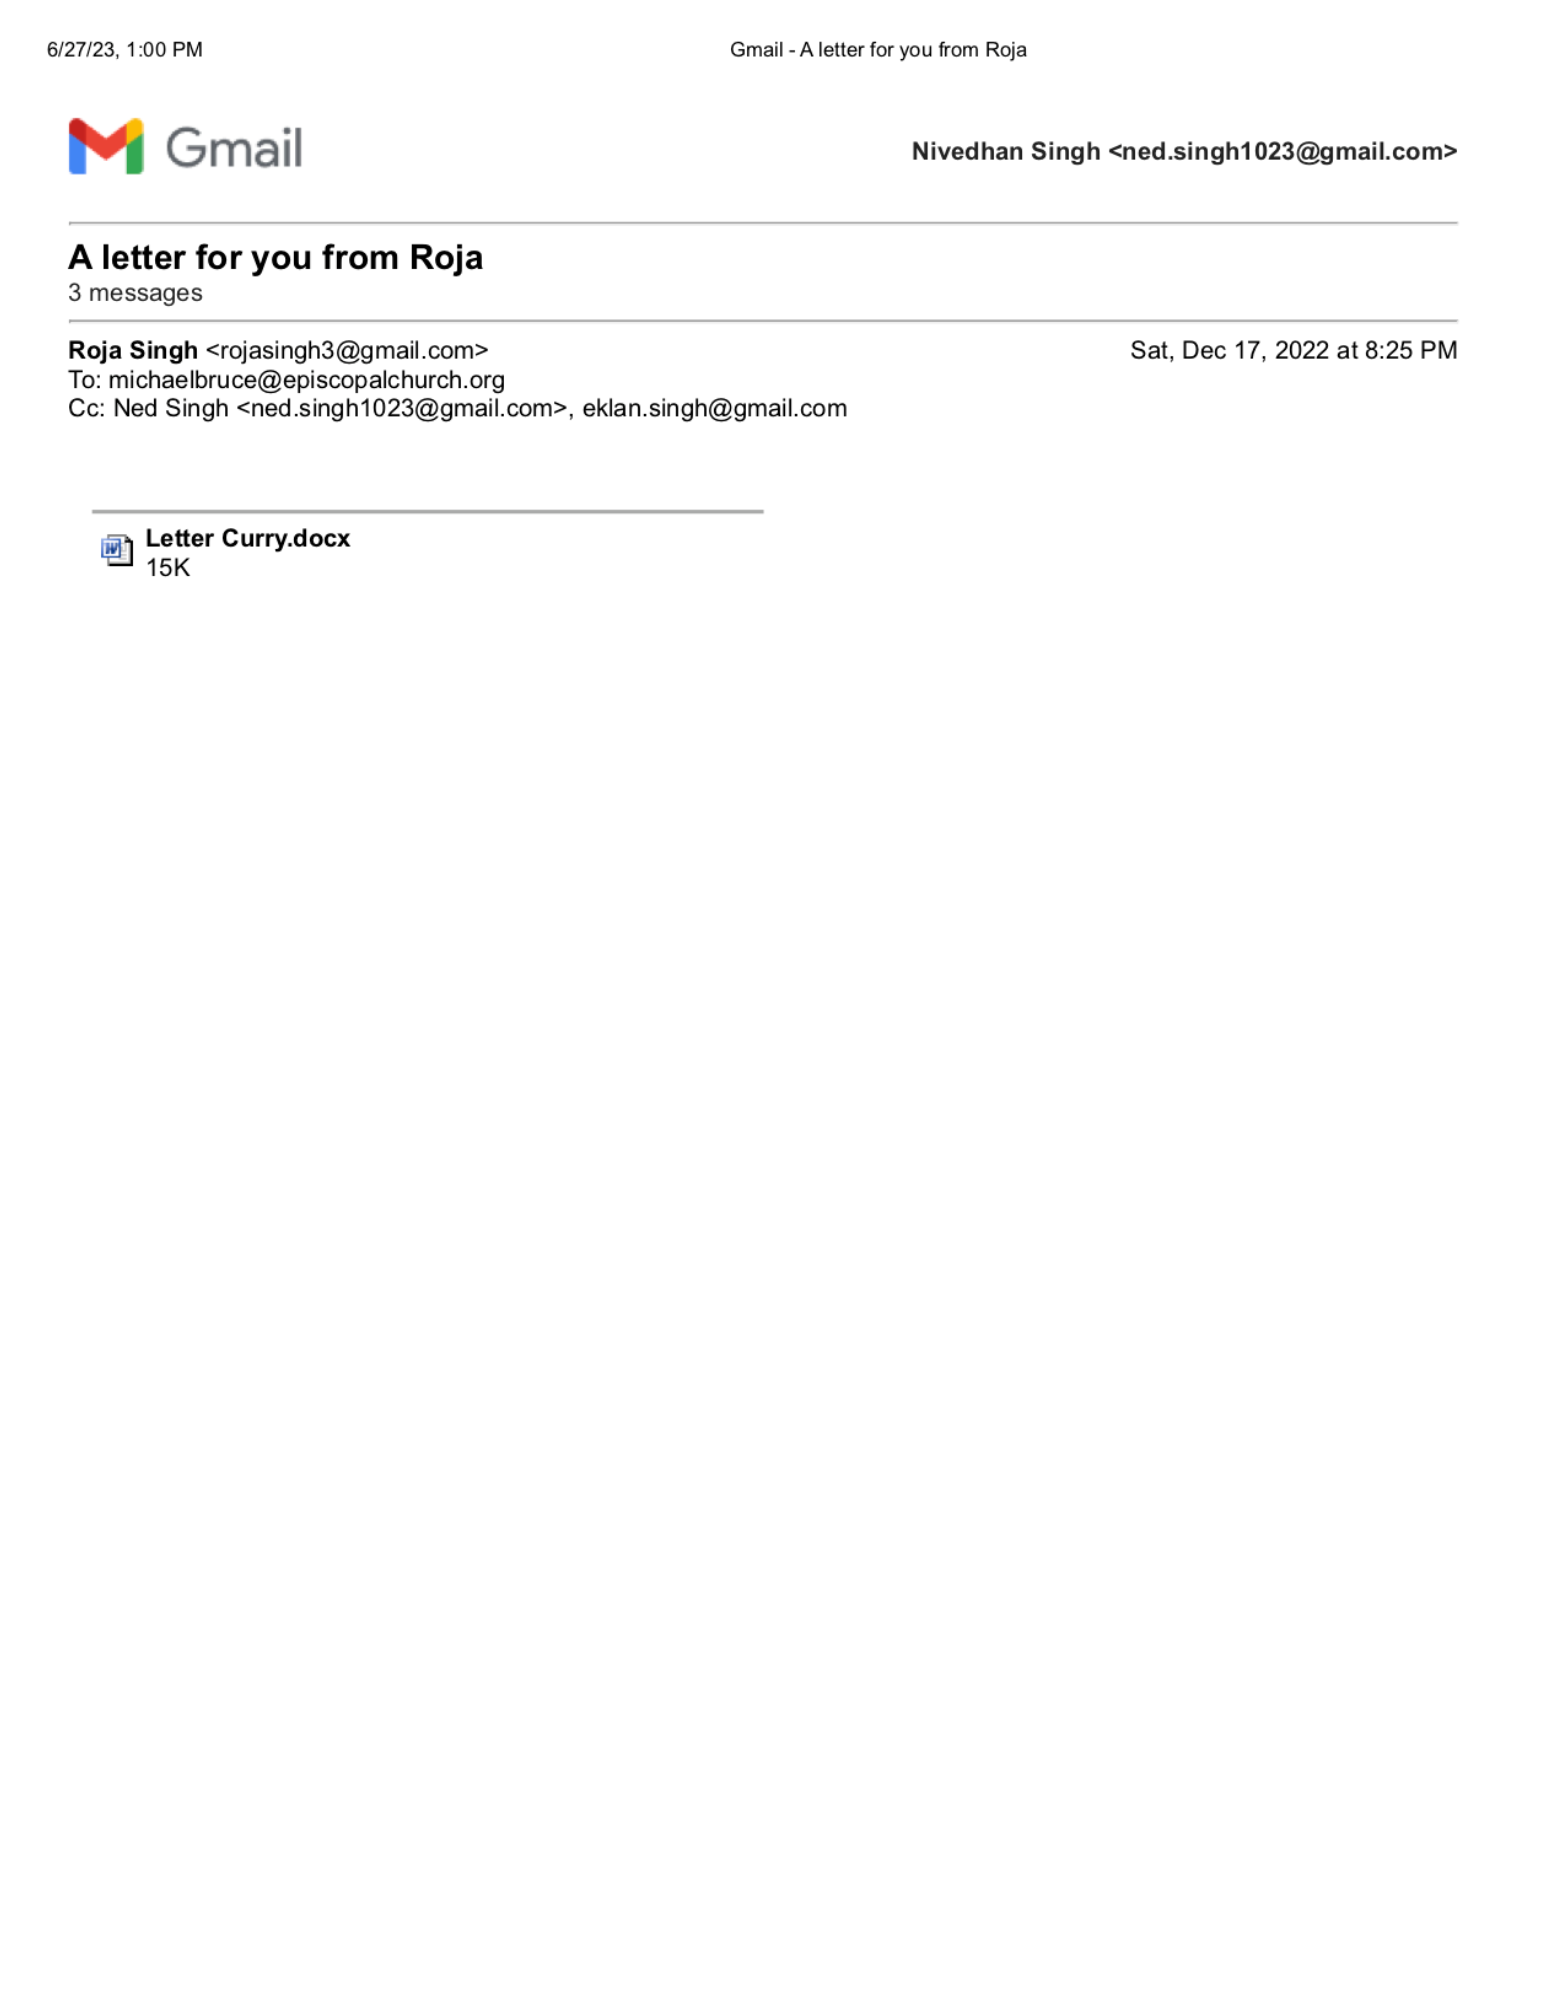 6/27/23, 1:00 PM
Gmail - A letter for you from Roja
Gmail
Nivedhan Singh <ned.singh1023@gmail.com>
A letter for you from Roja
3 messages
Roja Singh <rojasingh3@gmail.com>
Sat, Dec 17, 2022 at 8:25 PM
To: michaelbruce@episcopalchurch.org
Cc: Ned Singh <ned.singh1023@gmail.com>, eklan.singh@gmail.com
Letter Curry.docx
15K